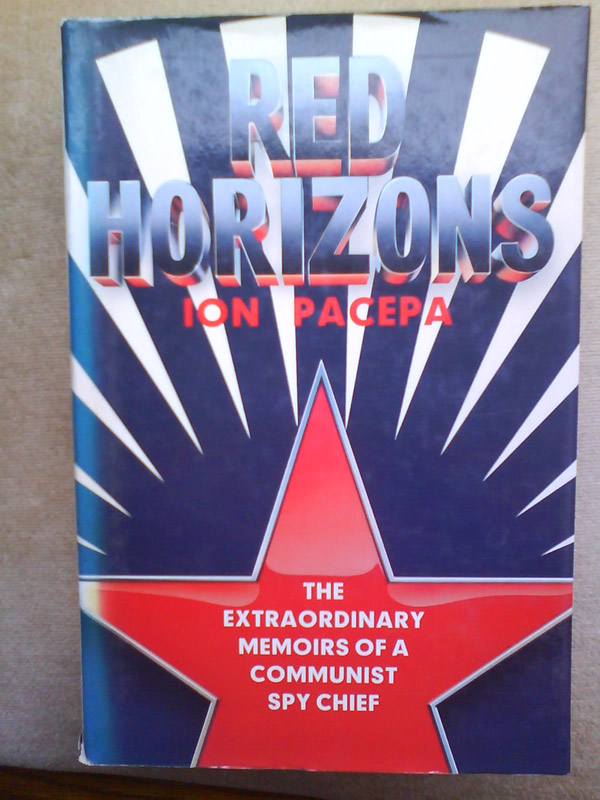 RED
HORIZONS
ION PACEPA
THE
EXTRAORDINARY
MEMOIRS OF A
COMMUNIST
SPY CHIEF